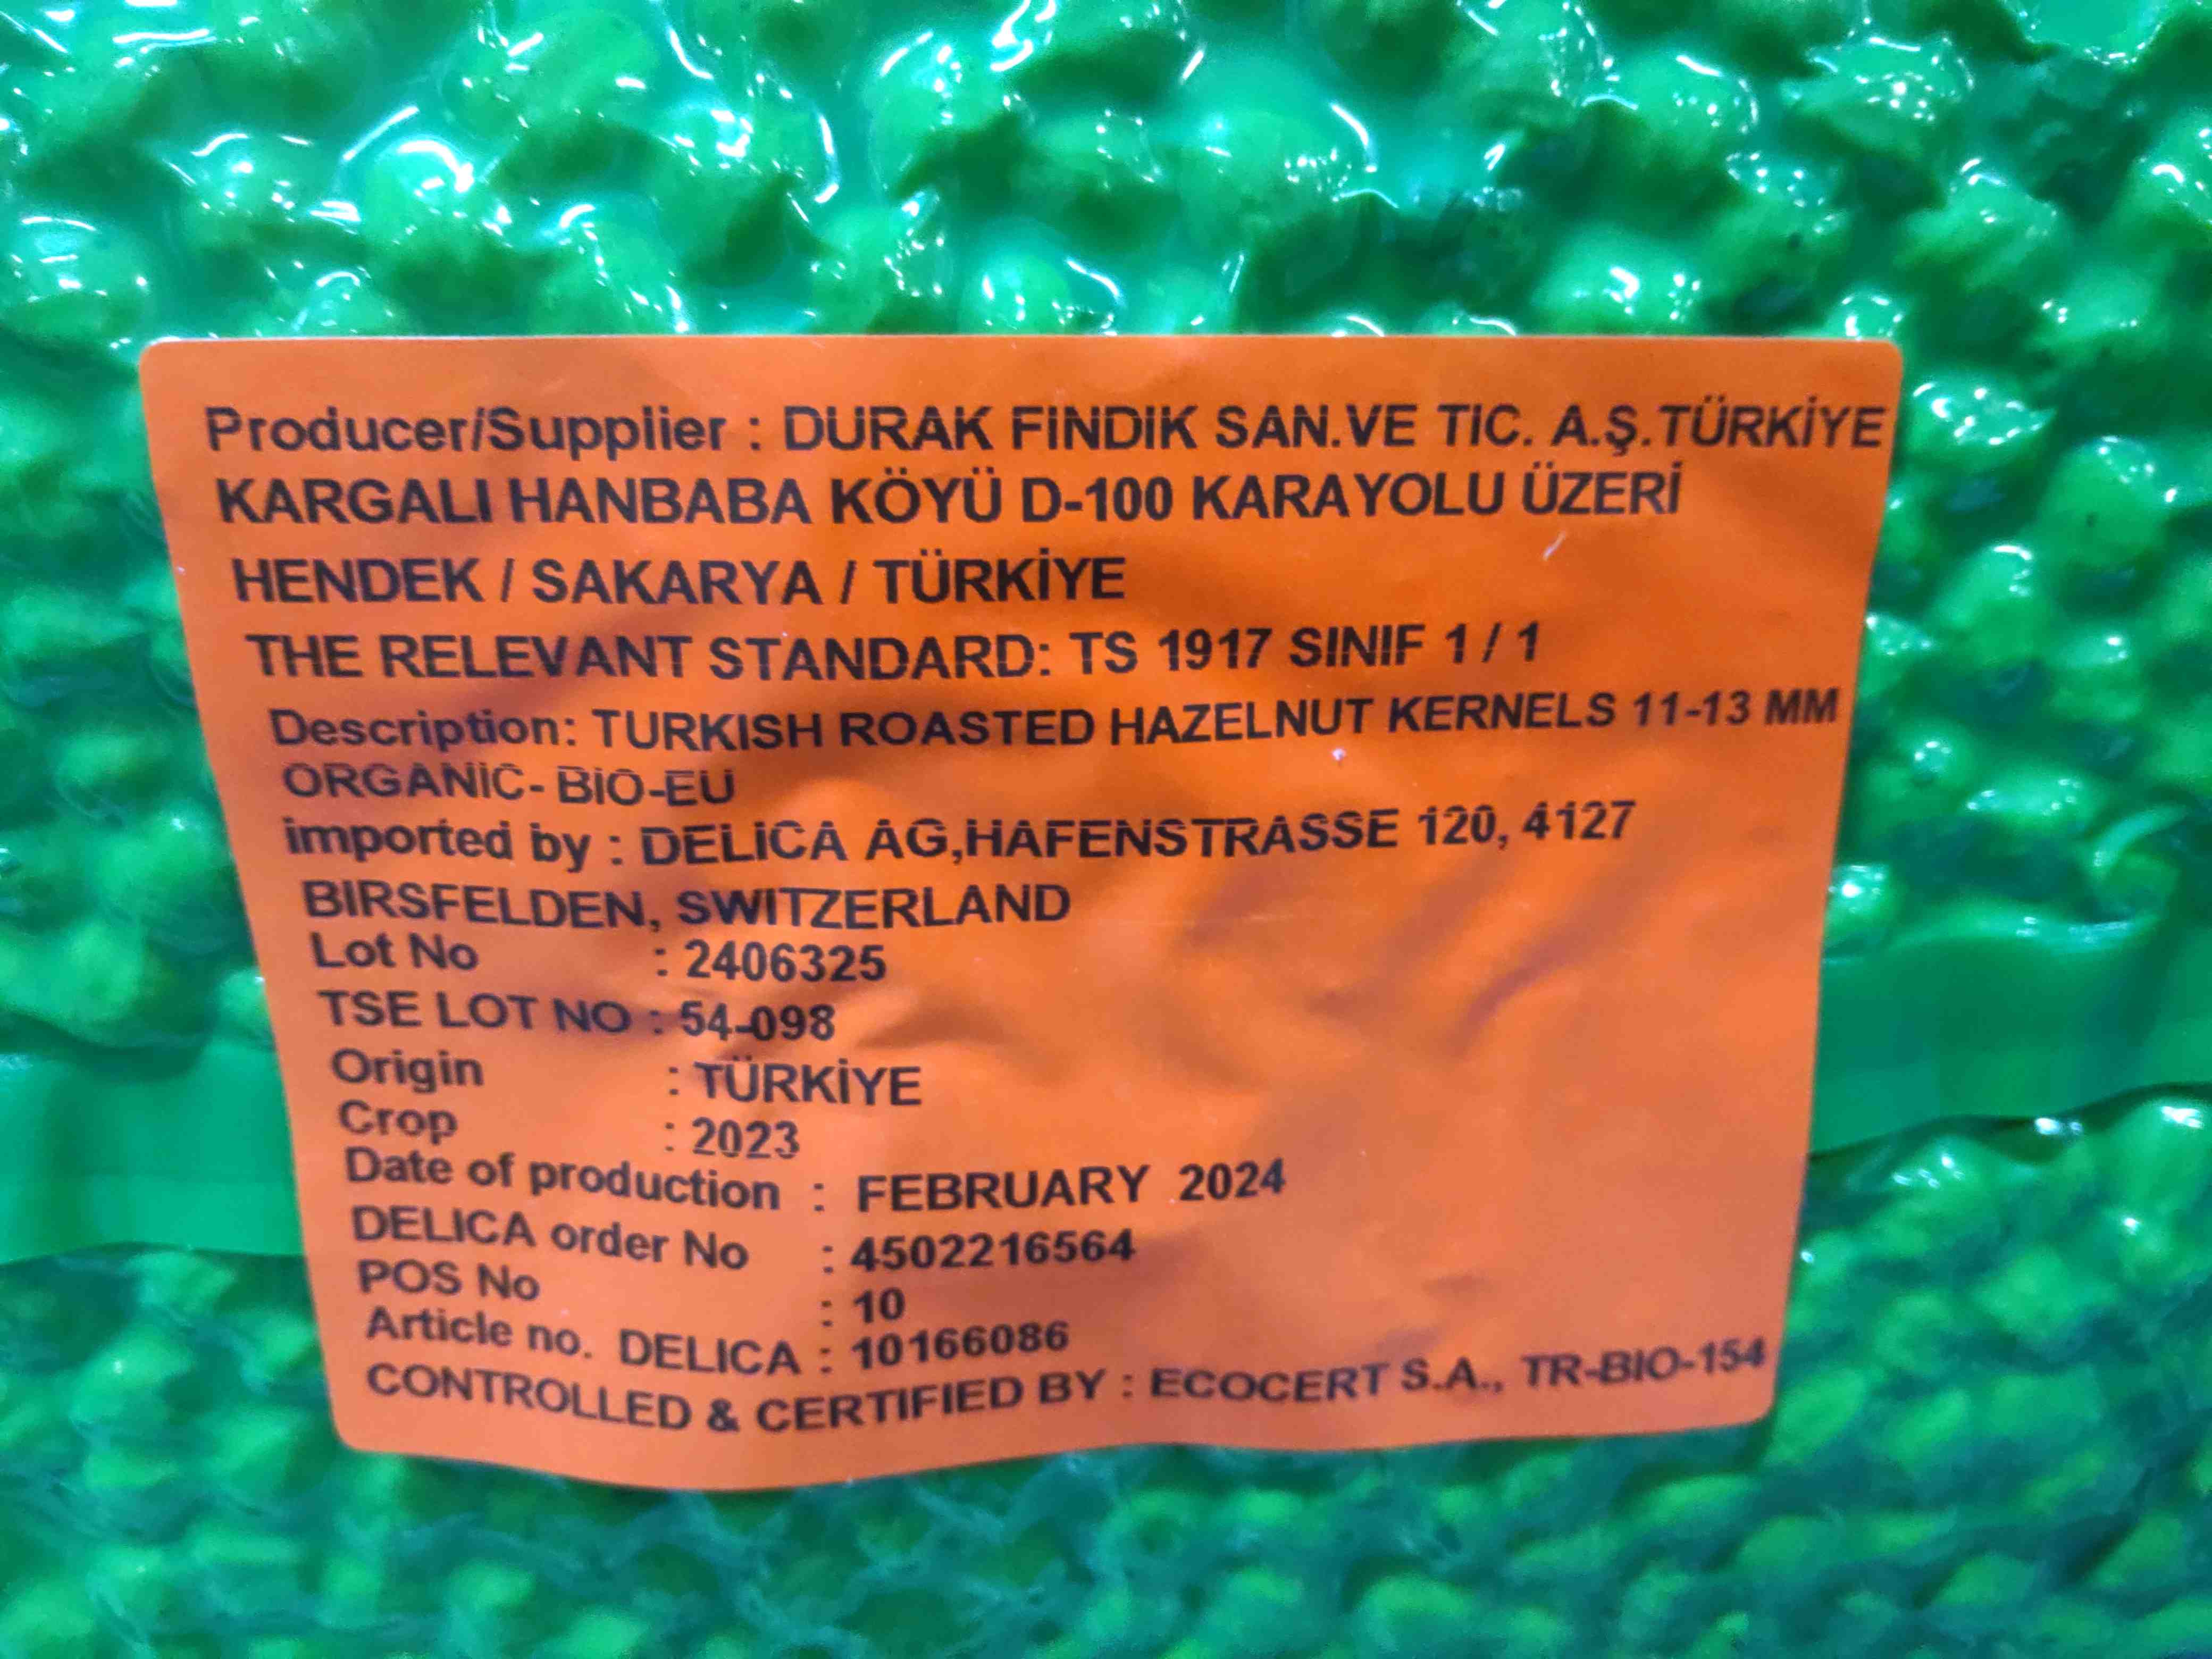 Producer/Supplier : DURAK FINDIK SAN.VE TIC. A.Ş.TÜRKİYE
KARGALI HANBABA KÖYÜ D-100 KARAYOLU ÜZERİ
HENDEK / SAKARYA / TÜRKİYE
THE RELEVANT STANDARD: TS 1917 SINIF 1 / 1
Description: TURKISH ROASTED HAZELNUT KERNELS 11-13 MM
ORGANIC- BIO-EU
imported by : DELICA AG,HAFENSTRASSE 120, 4127
BIRSFELDEN, SWITZERLAND
Lot No : 2406325
TSE LOT NO : 54-098
Origin : TÜRKİYE
Crop : 2023
Date of production : FEBRUARY 2024
DELICA order No : 4502216564
POS No : 10
Article no. DELICA : 10166086
CONTROLLED & CERTIFIED BY : ECOCERT S.A., TR-BIO-154